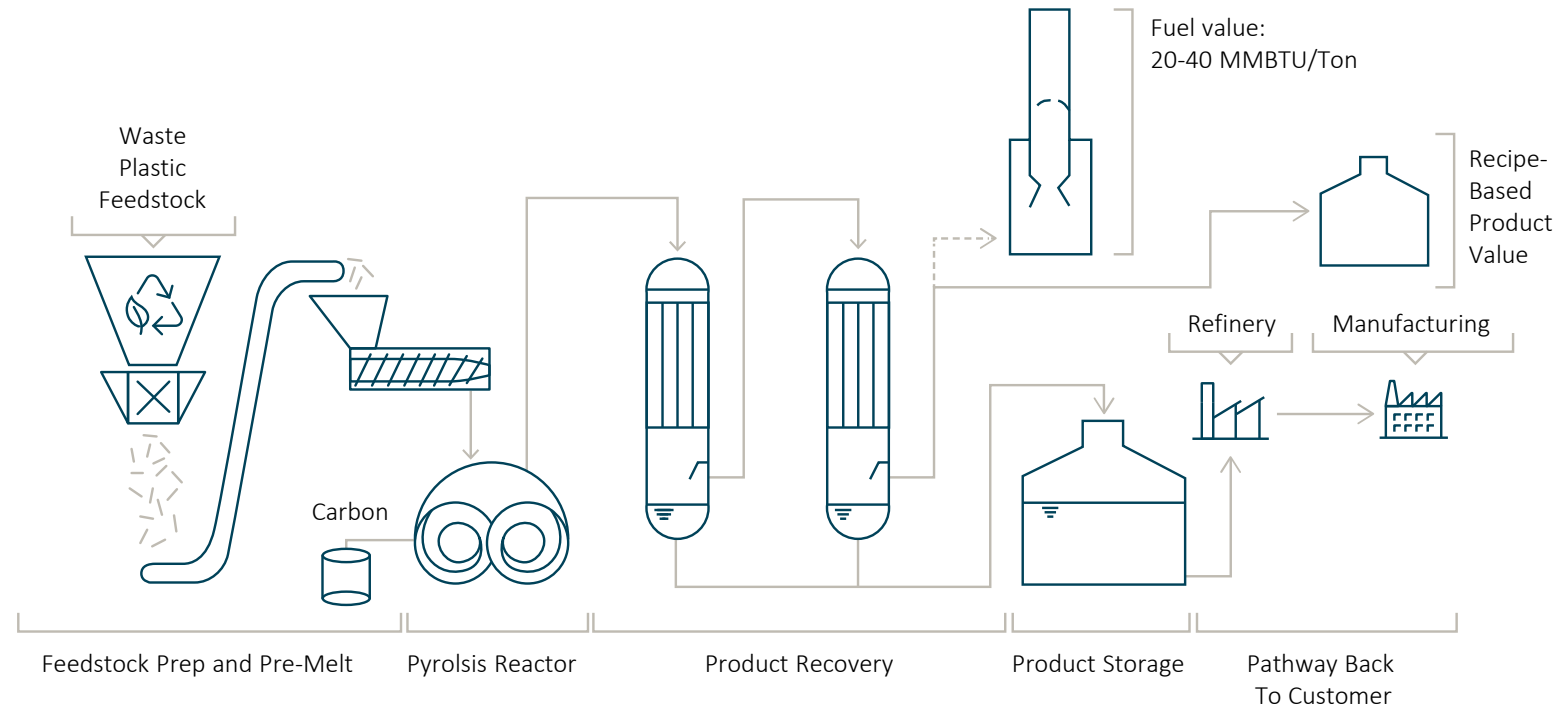 Fuel value:
20-40 MMBTU/Ton
Waste
Plastic
Feedstock
Recipe-
Based
Product
Value
Refinery
Manufacturing
Carbon
Feedstock Prep and Pre-Melt
Pyrolsis Reactor
Product Recovery
Product Storage
Pathway Back
To Customer